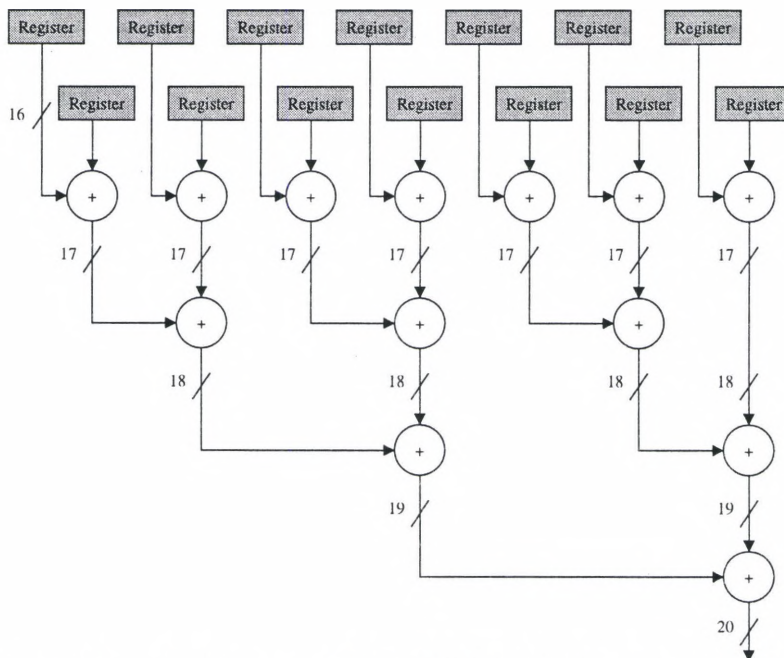 Register Register Register Register Register Register Register
16 Register Register Register Register Register Register Register
+ + + + + + +
17 17 17 17 17 17 17
+ + +
18 18 18 18
+ +
19 19
+
20